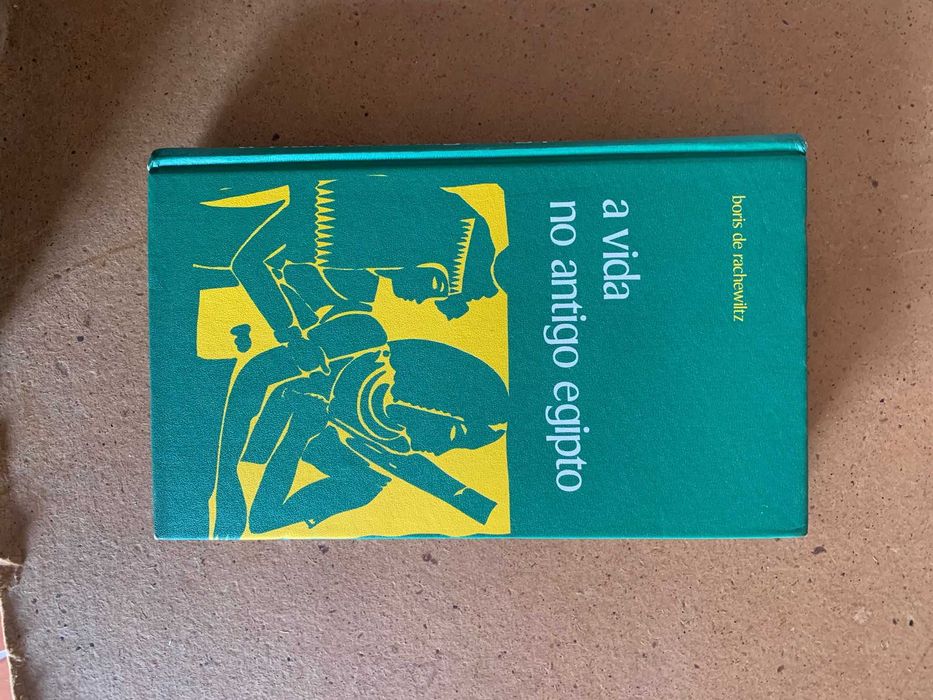 boris de rachewiltz
a vida
no antigo egipto